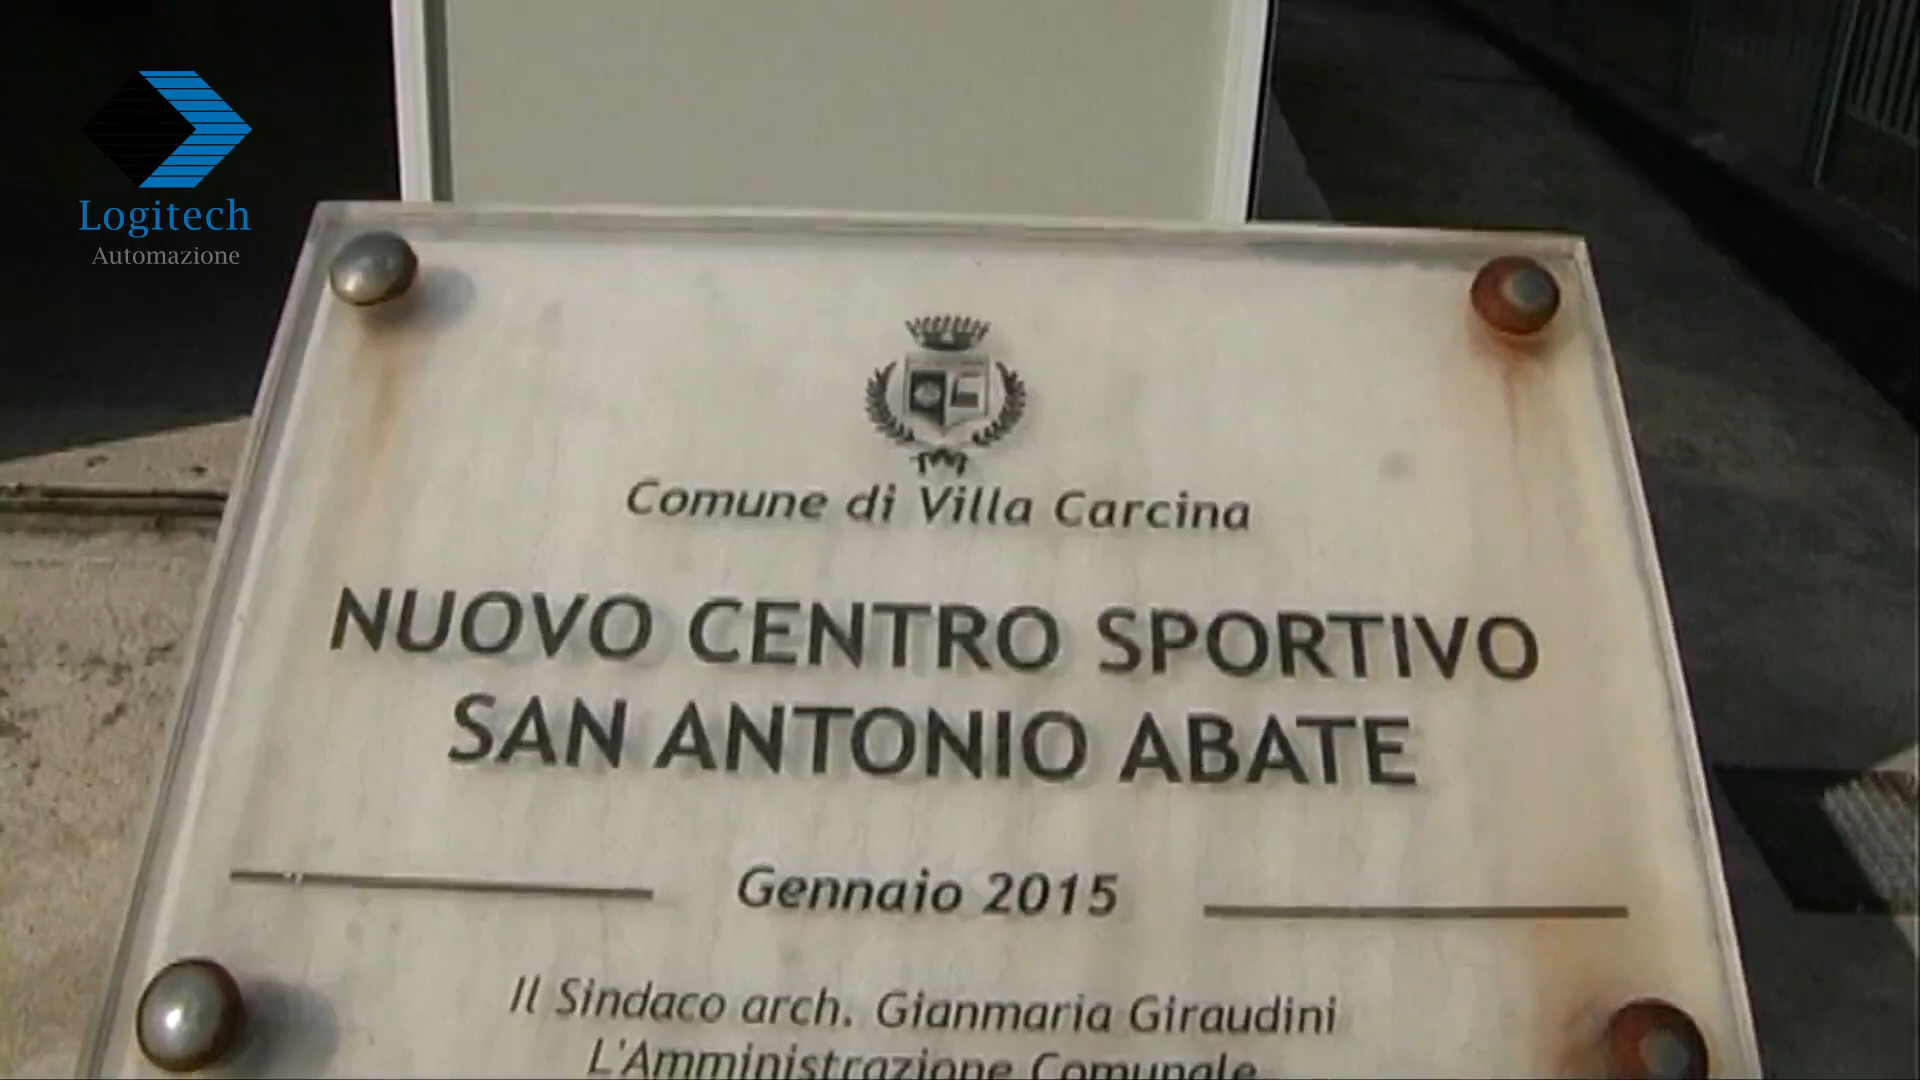 Logitech
Automazione
Comune di Villa Carcina
NUOVO CENTRO SPORTIVO
SAN ANTONIO ABATE
Gennaio 2015
Il Sindaco arch. Gianmaria Giraudini
L'Amministrazione Comunale